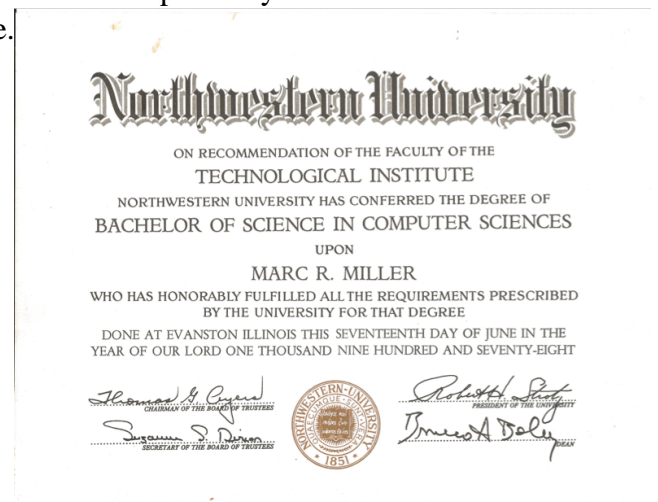 e.
Northwestern University
ON RECOMMENDATION OF THE FACULTY OF THE
TECHNOLOGICAL INSTITUTE
NORTHWESTERN UNIVERSITY HAS CONFERRED THE DEGREE OF
BACHELOR OF SCIENCE IN COMPUTER SCIENCES
UPON
MARC R. MILLER
WHO HAS HONORABLY FULFILLED ALL THE REQUIREMENTS PRESCRIBED
BY THE UNIVERSITY FOR THAT DEGREE
DONE AT EVANSTON ILLINOIS THIS SEVENTEENTH DAY OF JUNE IN THE
YEAR OF OUR LORD ONE THOUSAND NINE HUNDRED AND SEVENTY-EIGHT
Thomas G. Robert H.
CHAIRMAN OF THE BOARD OF TRUSTEES PRESIDENT OF THE UNIVERSITY
S. A
SECRETARY OF THE BOARD OF TRUSTEES DEAN
NORTHWESTERN·UNIVERSITY
1851